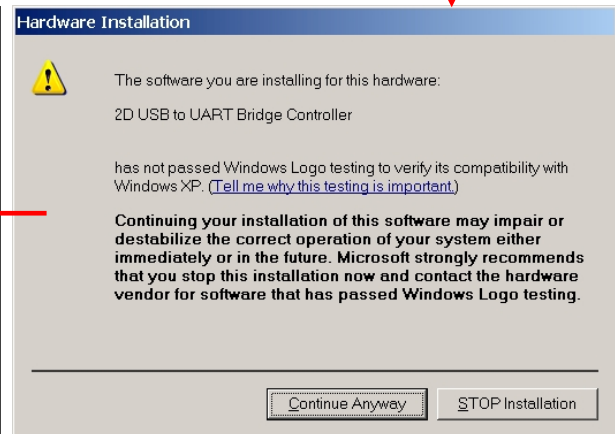 Hardware Installation
The software you are installing for this hardware:
2D USB to UART Bridge Controller
has not passed Windows Logo testing to verify its compatibility with
Windows XP. (Tell me why this testing is important.)
Continuing your installation of this software may impair or
destabilize the correct operation of your system either
immediately or in the future. Microsoft strongly recommends
that you stop this installation now and contact the hardware
vendor for software that has passed Windows Logo testing.
Continue Anyway
STOP Installation